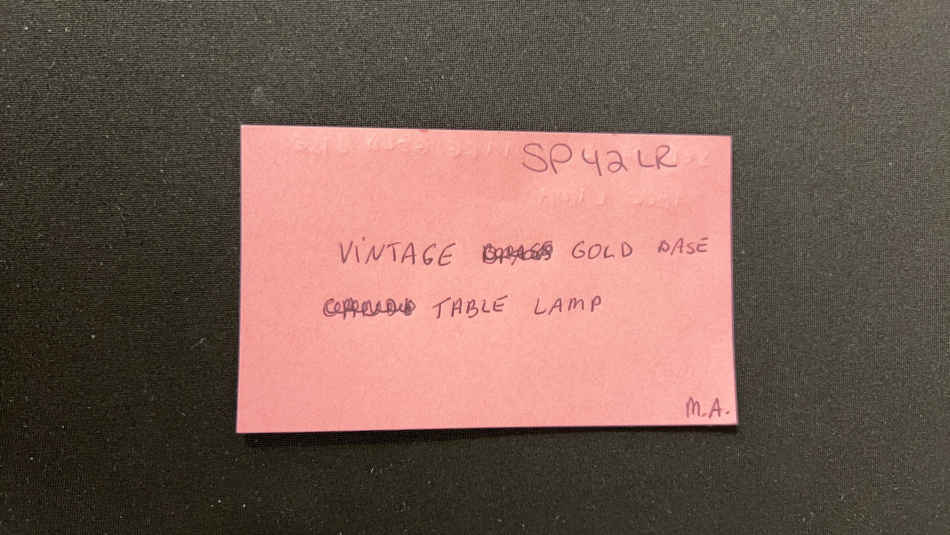 SP42LR
VINTAGE GOLD BASE
TABLE LAMP
M.A.